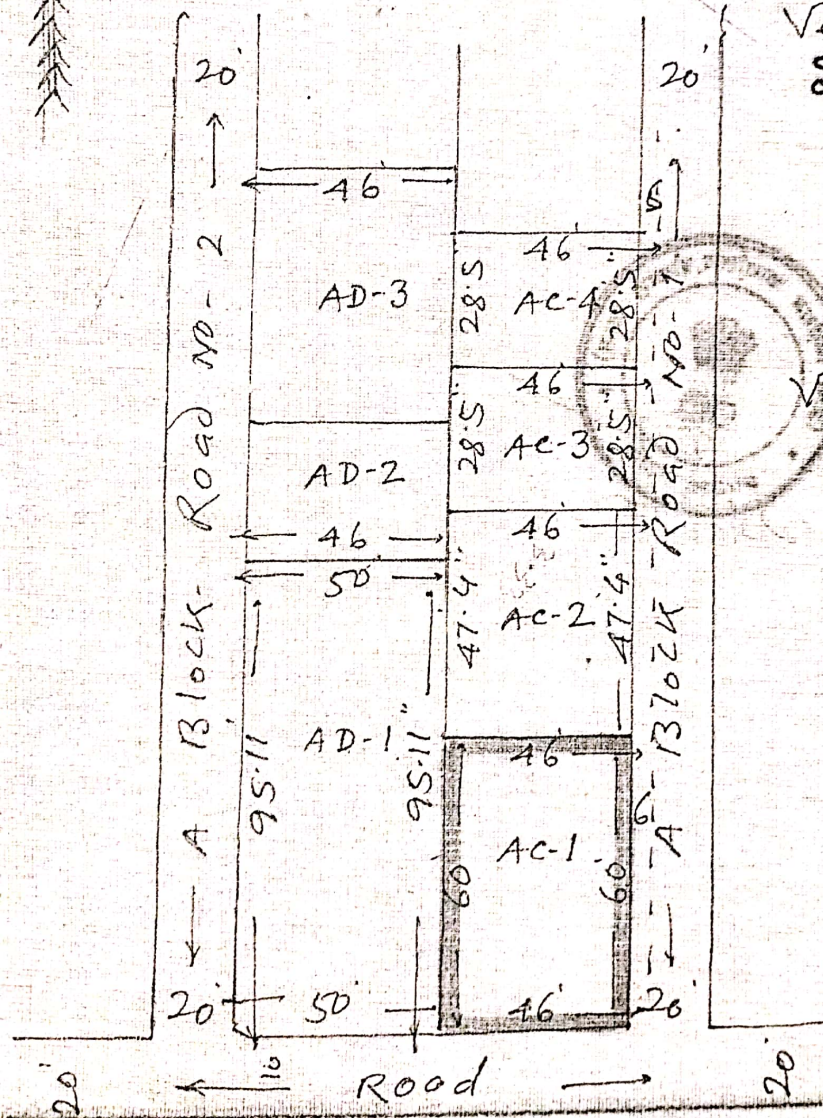 20'
20'
46'
46'
AD-3
28.5
AC-4
28.5"
46'
28.5"
AC-3
28.5"
AD-2
46'
46'
50'
47.4"
AC-2
47.4"
A Block- Road No- 2
A - Block Road No- 1
AD-1
95.11
95.11"
46'
6
AC-1
60
60
20'
50'
46'
20'
10'
20'
Road
20'